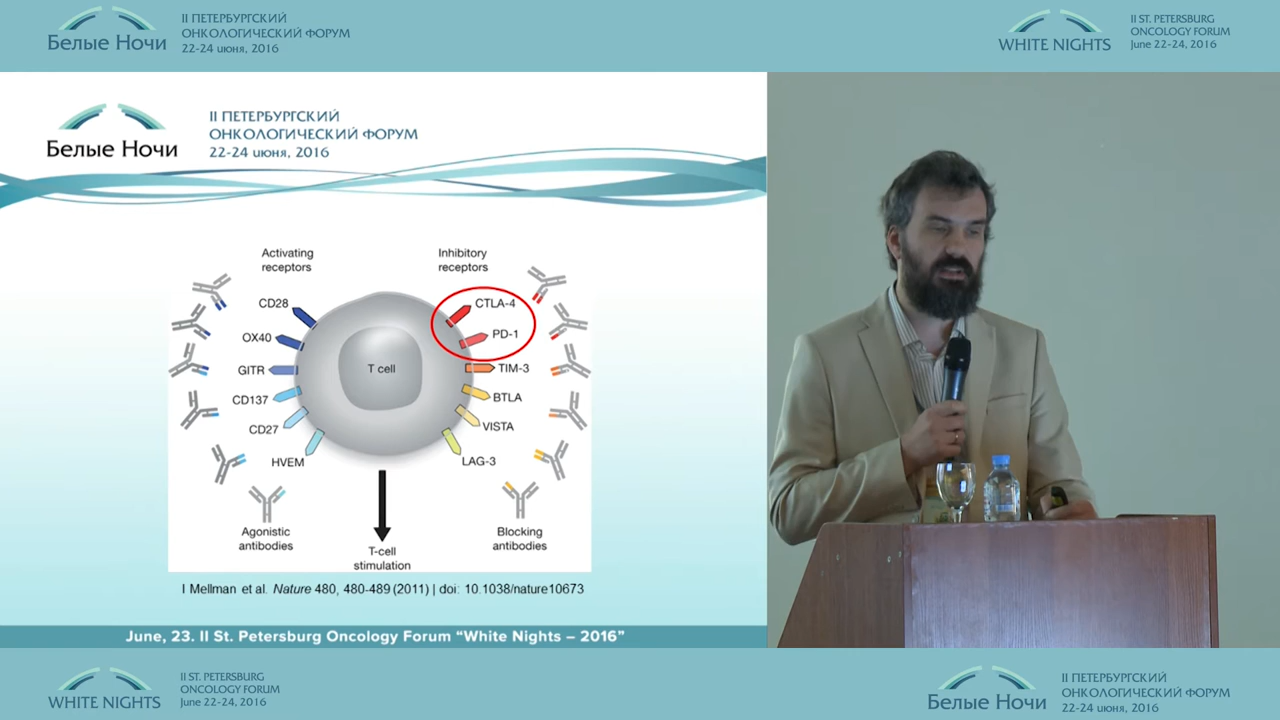 Белые Ночи
II ПЕТЕРБУРГСКИЙ
ОНКОЛОГИЧЕСКИЙ ФОРУМ
22-24 июня, 2016
WHITE NIGHTS
II ST. PETERSBURG
ONCOLOGY FORUM
June 22-24, 2016
Белые Ночи
II ПЕТЕРБУРГСКИЙ
ОНКОЛОГИЧЕСКИЙ ФОРУМ
22-24 июня, 2016
Activating
receptors
Inhibitory
receptors
CD28
CTLA-4
OX40
PD-1
GITR
T cell
TIM-3
CD137
BTLA
CD27
VISTA
HVEM
LAG-3
Agonistic
antibodies
Blocking
antibodies
T-cell
stimulation
I Mellman et al. Nature 480, 480-489 (2011) | doi: 10.1038/nature10673
June, 23. II St. Petersburg Oncology Forum “White Nights – 2016”
WHITE NIGHTS
II ST. PETERSBURG
ONCOLOGY FORUM
June 22-24, 2016
Белые Ночи
II ПЕТЕРБУРГСКИЙ
ОНКОЛОГИЧЕСКИЙ ФОРУМ
22-24 июня, 2016